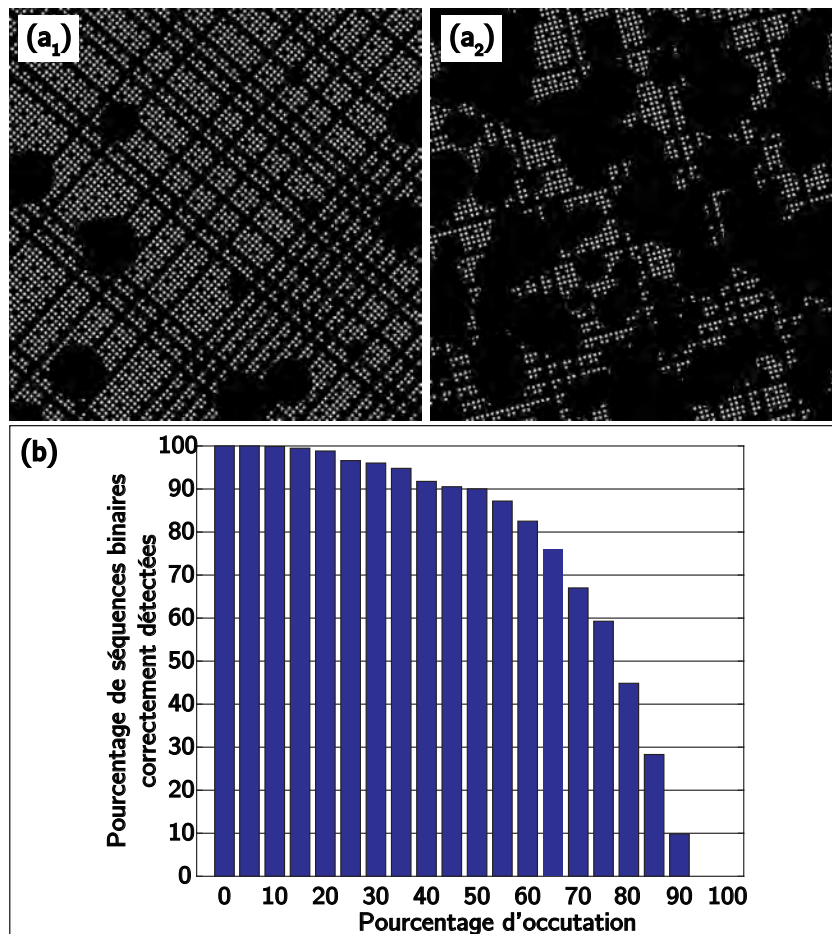 (a₁)
(a₂)
(b)
Pourcentage de séquences binaires
correctement détectées
100
90
80
70
60
50
40
30
20
10
0
0 10 20 30 40 50 60 70 80 90 100
Pourcentage d'occutation